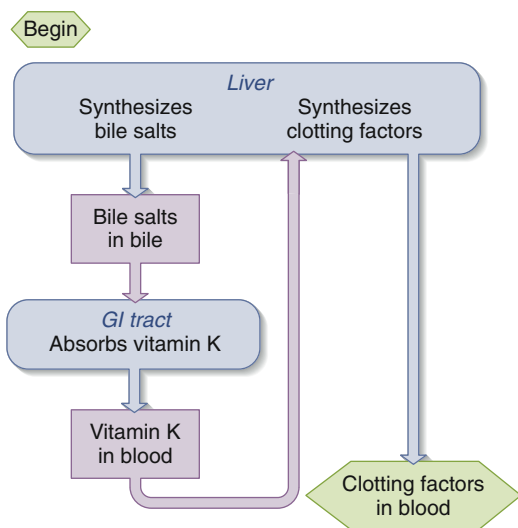 Begin
Liver
Synthesizes
bile salts
Synthesizes
clotting factors
Bile salts
in bile
GI tract
Absorbs vitamin K
Vitamin K
in blood
Clotting factors
in blood